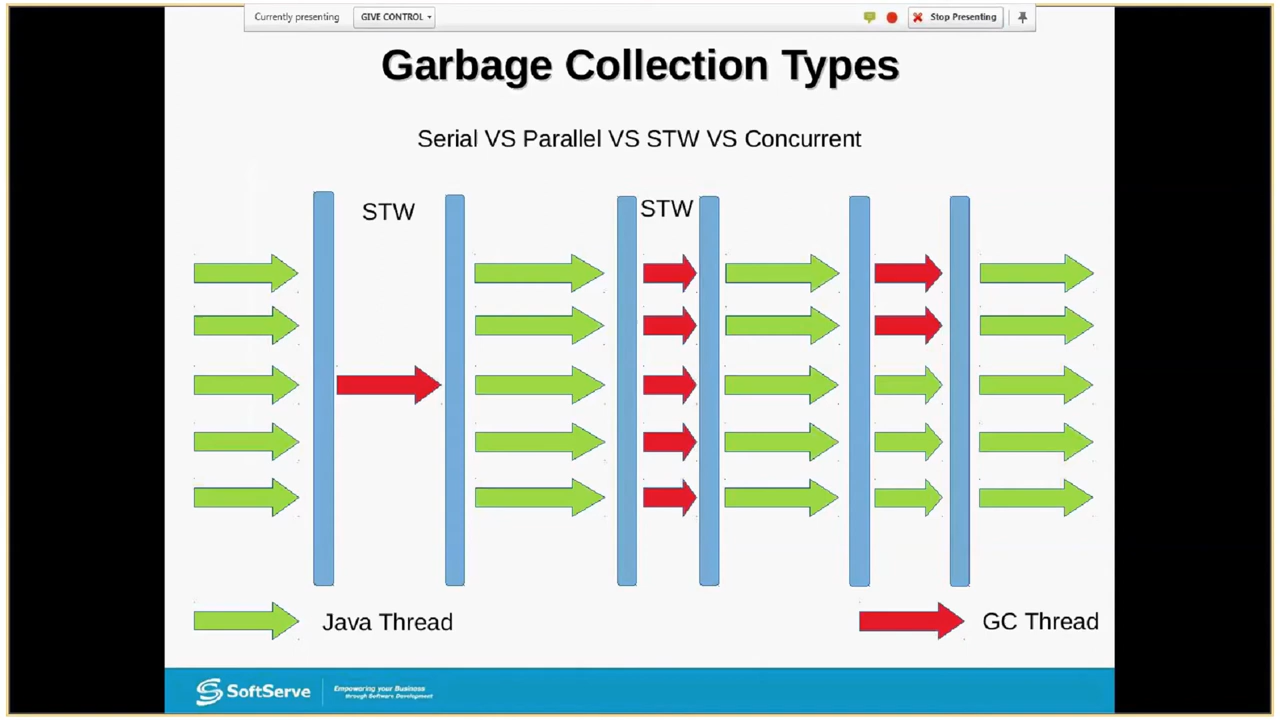 Currently presenting
GIVE CONTROL
Stop Presenting
Garbage Collection Types
Serial VS Parallel VS STW VS Concurrent
STW
STW
Java Thread
GC Thread
SoftServe
Empowering your Business
through Software Development